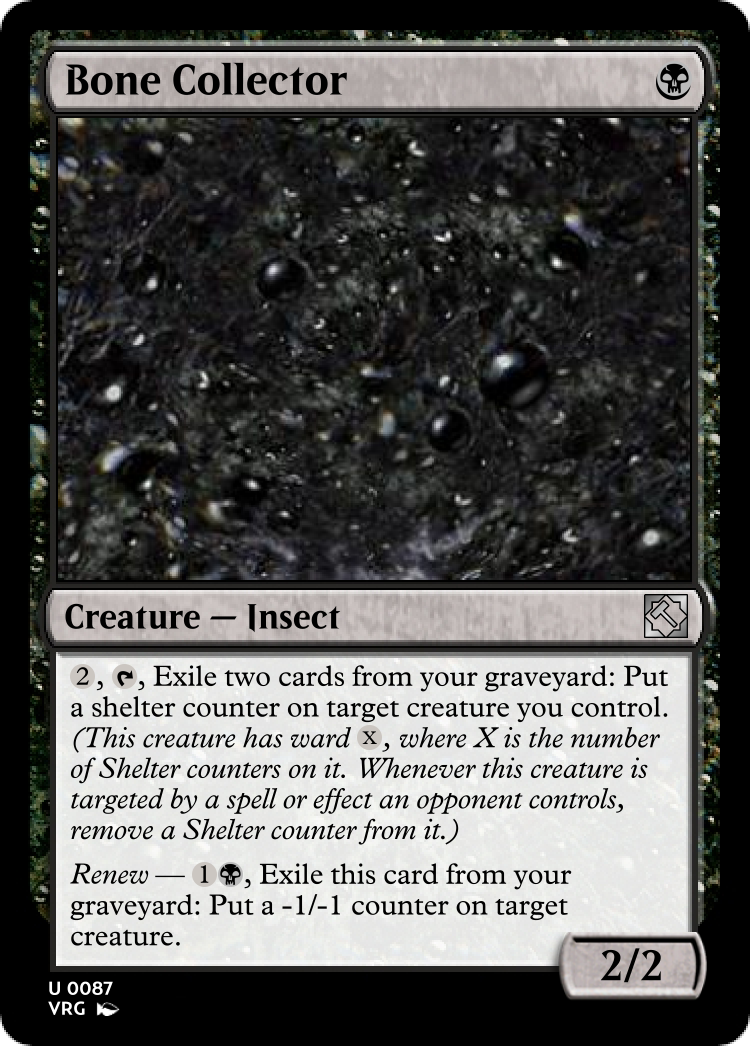 Bone Collector
Creature — Insect
2, , Exile two cards from your graveyard: Put
a shelter counter on target creature you control.
(This creature has ward X, where X is the number
of Shelter counters on it. Whenever this creature is
targeted by a spell or effect an opponent controls,
remove a Shelter counter from it.)
Renew — 1, Exile this card from your
graveyard: Put a -1/-1 counter on target
creature.
2/2
U 0087
VRG